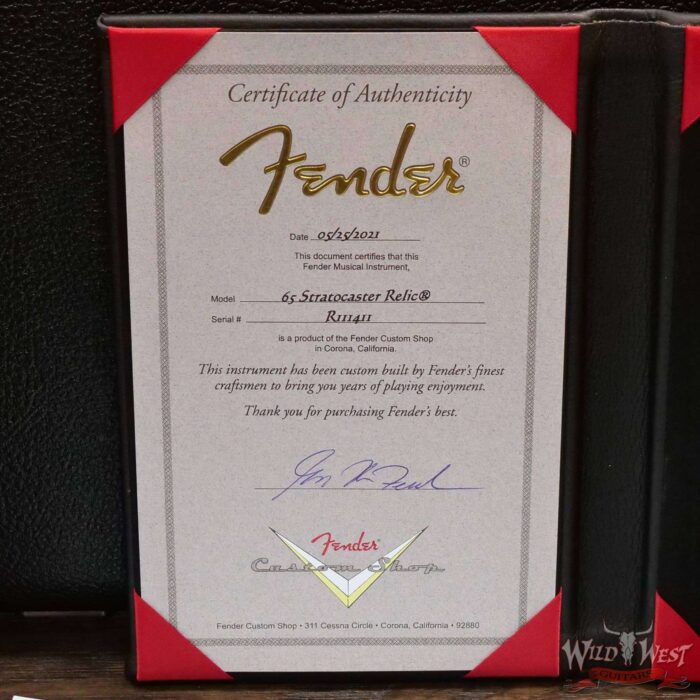 Certificate of Authenticity
Fender®
Date 05/25/2021
This document certifies that this
Fender Musical Instrument,
Model 65 Stratocaster Relic®
Serial # R111411
is a product of the Fender Custom Shop
in Corona, California.
This instrument has been custom built by Fender's finest
craftsmen to bring you years of playing enjoyment.
Thank you for purchasing Fender's best.
Fender
Custom Shop
Fender Custom Shop • 311 Cessna Circle • Corona, California • 92880
WILD WEST
GUITARS